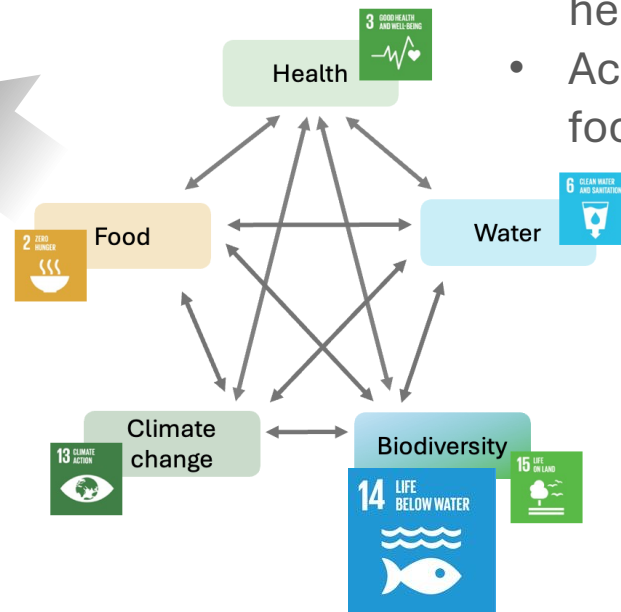 he
• Ac
foo
3 GOOD HEALTH
AND WELL-BEING
Health
6 CLEAN WATER
AND SANITATION
Food
Water
2 ZERO
HUNGER
Climate
change
13 CLIMATE
ACTION
Biodiversity
15 LIFE
ON LAND
14 LIFE
BELOW WATER